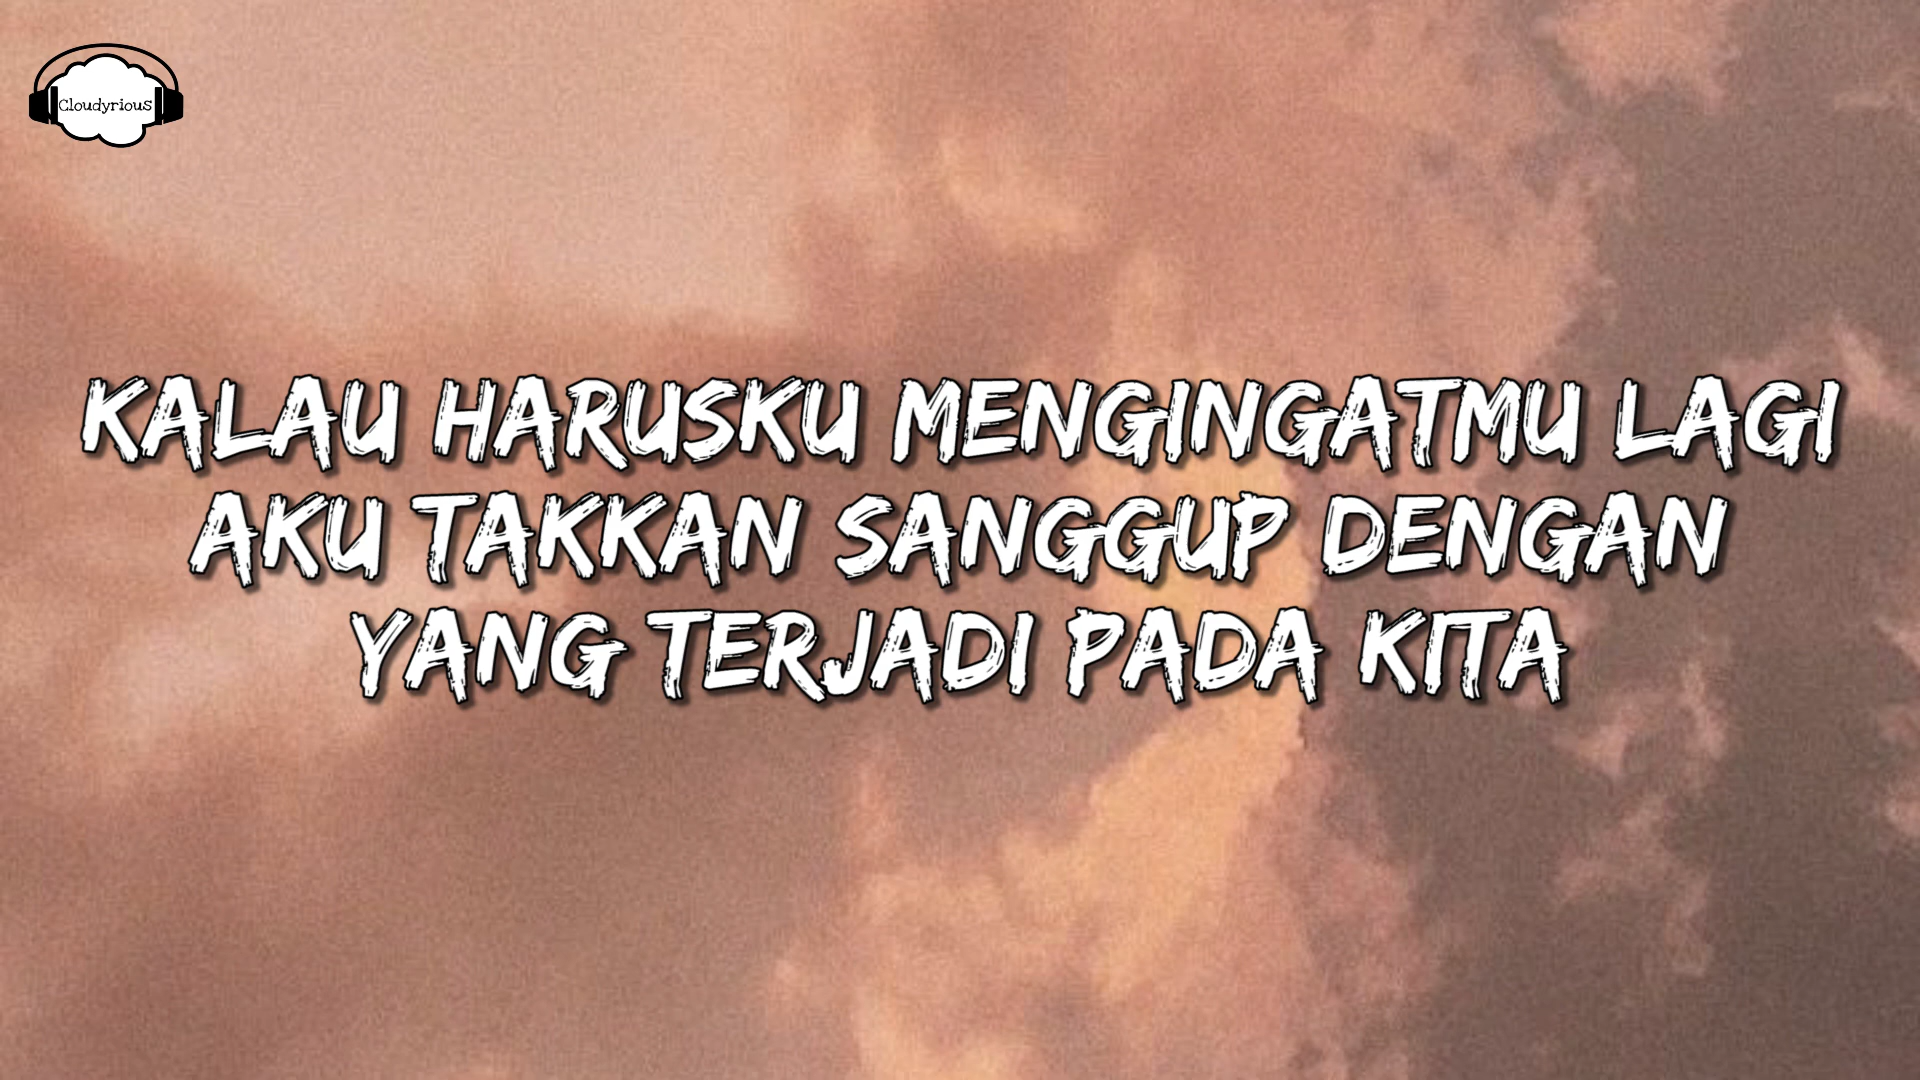 Cloudyrious
KALAU HARUSKU MENGINGATMU LAGI
AKU TAKKAN SANGGUP DENGAN
YANG TERJADI PADA KITA